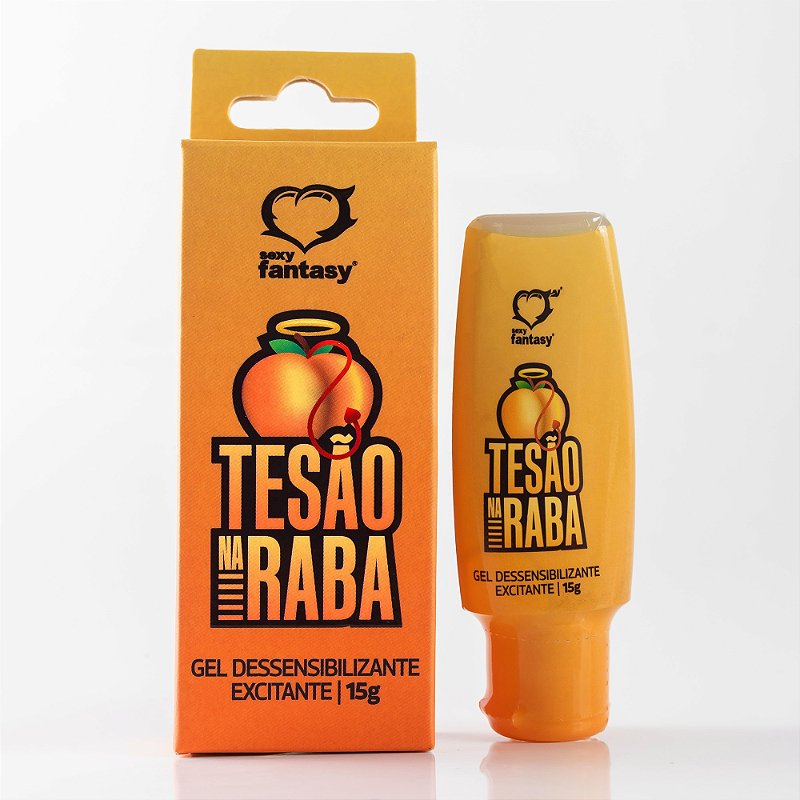 sexy
fantasy®
TESÃO
NA RABA
GEL DESSENSIBILIZANTE
EXCITANTE | 15g
sexy
fantasy®
TESÃO
NA RABA
GEL DESSENSIBILIZANTE
EXCITANTE | 15g